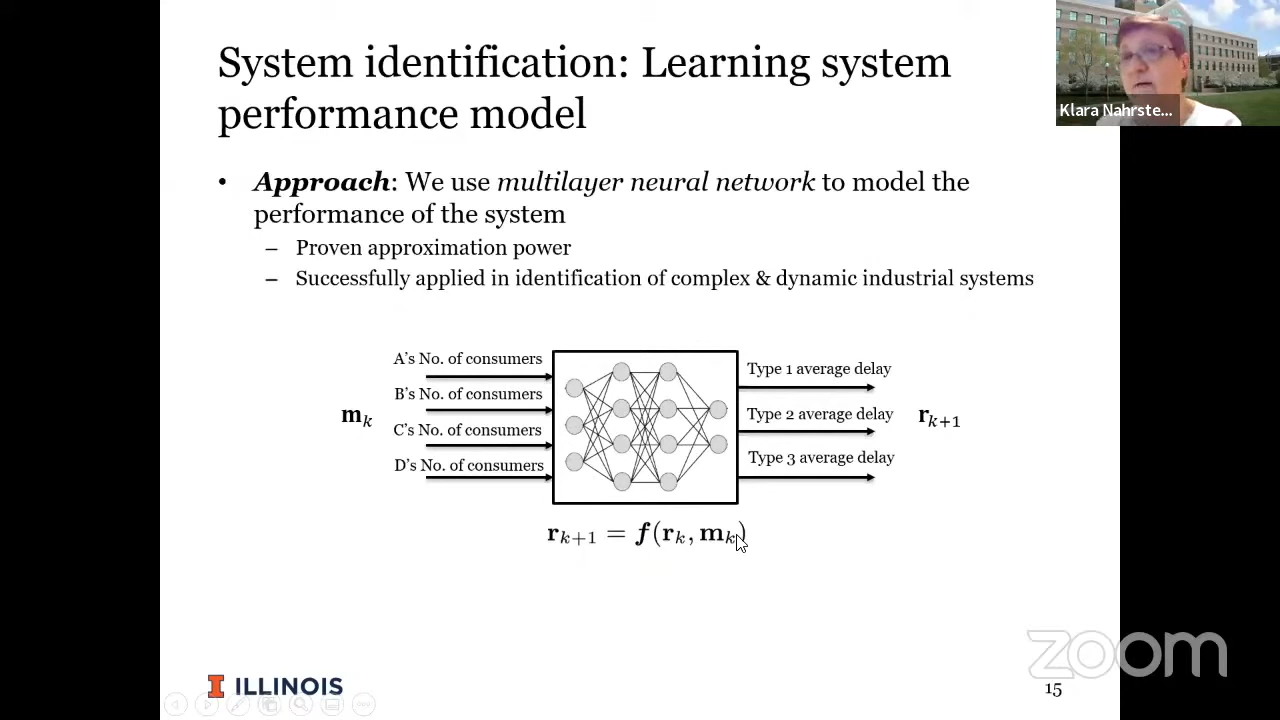 System identification: Learning system
performance model
Klara Nahrste...
• Approach: We use multilayer neural network to model the
performance of the system
– Proven approximation power
– Successfully applied in identification of complex & dynamic industrial systems
A's No. of consumers
B's No. of consumers
C's No. of consumers
D's No. of consumers
m_k
Type 1 average delay
Type 2 average delay
Type 3 average delay
r_{k+1}
r_{k+1} = f(r_k, m_k)
zoom
I ILLINOIS
15